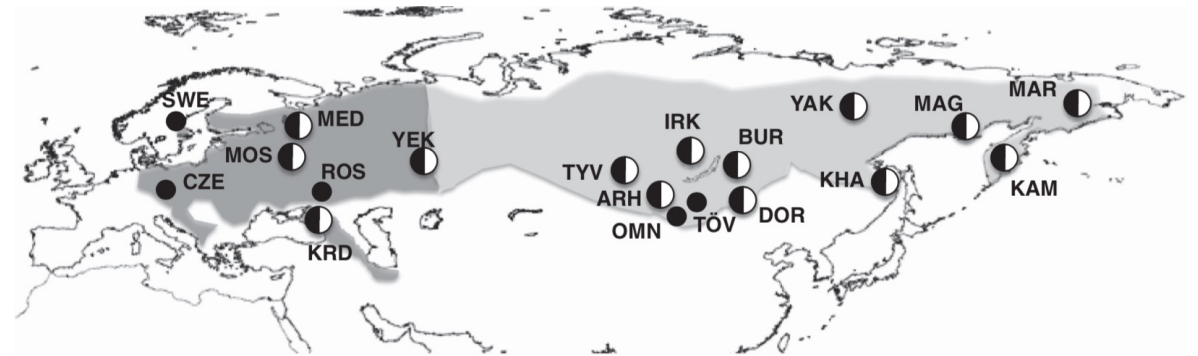 SWE
MED
MOS
YEK
CZE
ROS
KRD
TYV
IRK
BUR
ARH
OMN
TÖV
DOR
YAK
MAG
MAR
KHA
KAM